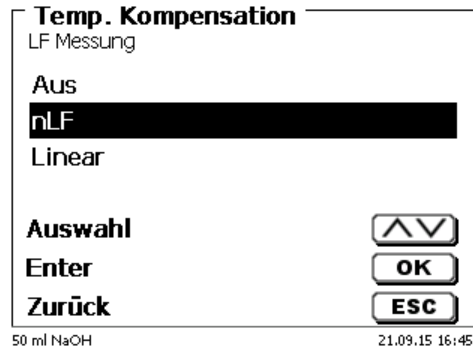 Temp. Kompensation
LF Messung
Aus
nLF
Linear
Auswahl
Enter OK
Zurück ESC
50 ml NaOH 21.09.15 16:45